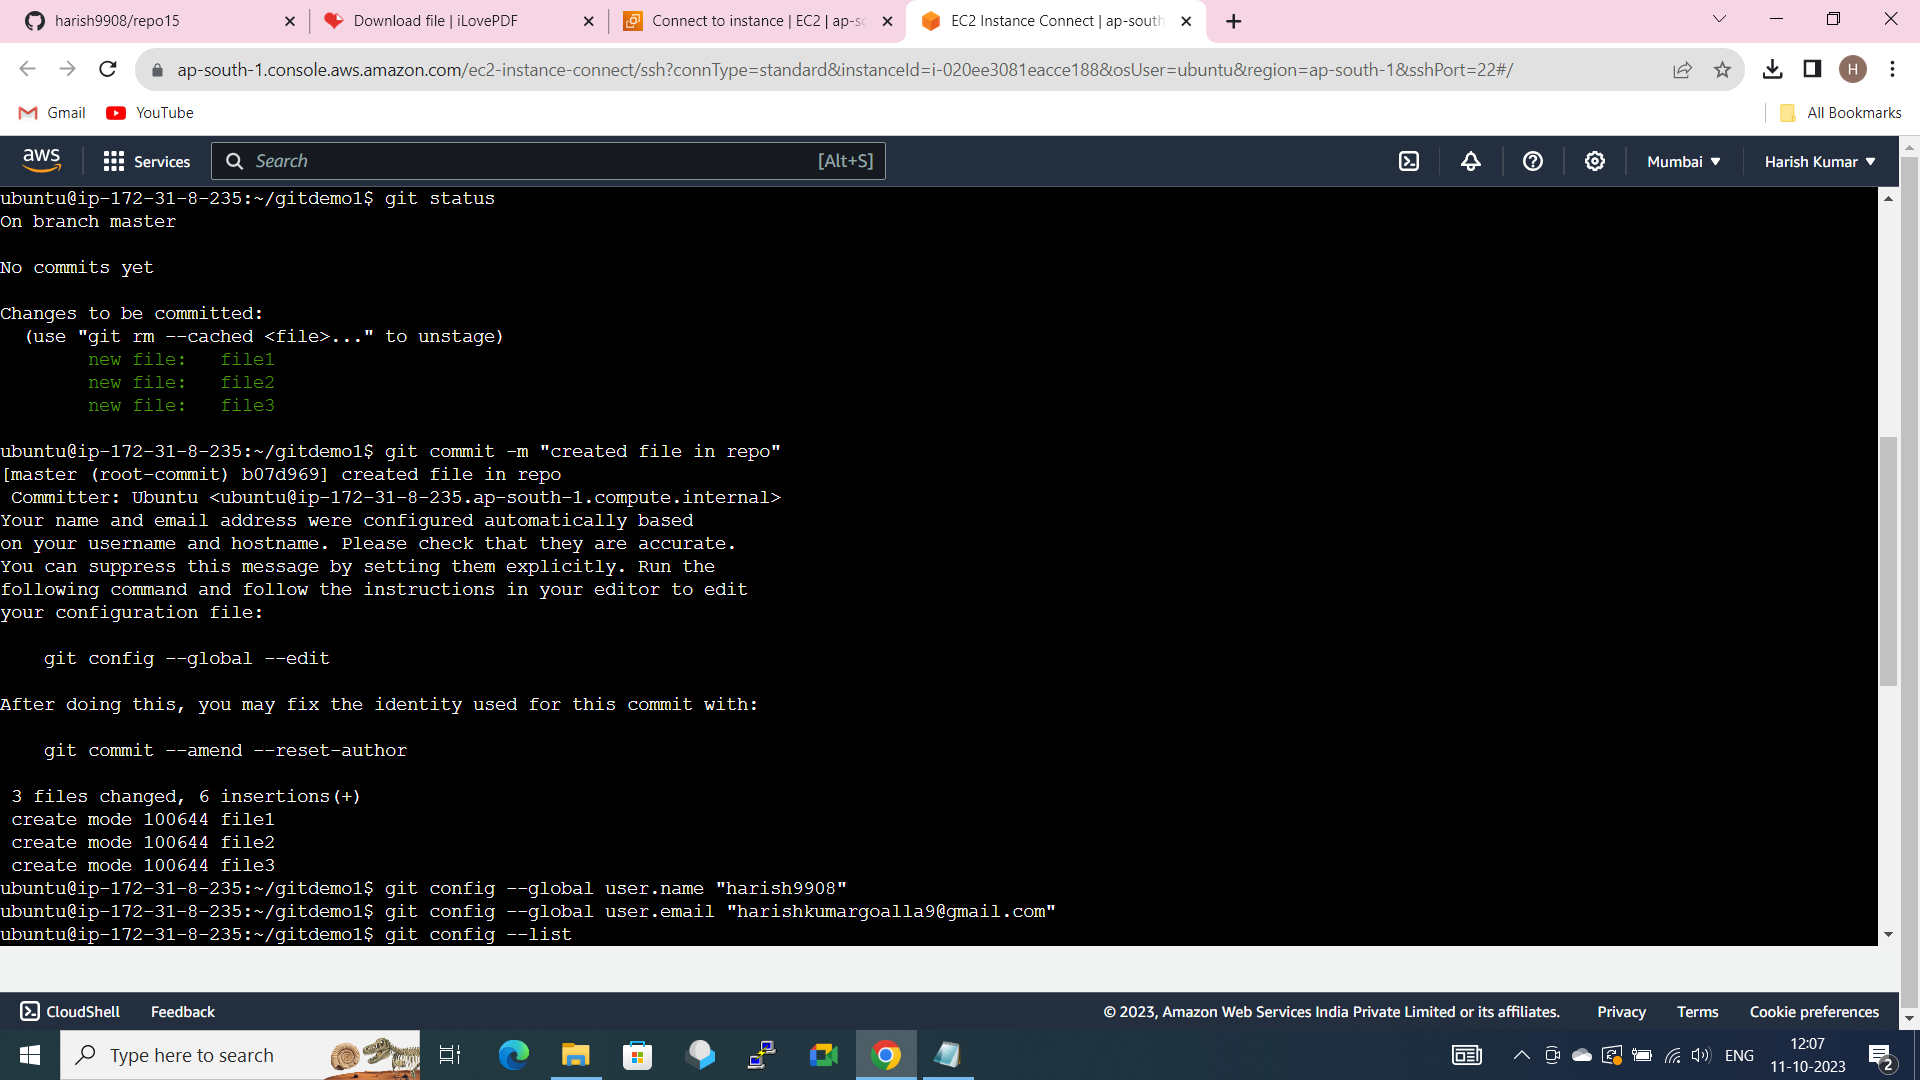 harish9908/repo15
Download file | iLovePDF
Connect to instance | EC2 | ap-so
EC2 Instance Connect | ap-south
ap-south-1.console.aws.amazon.com/ec2-instance-connect/ssh?connType=standard&instanceId=i-020ee3081eacce188&osUser=ubuntu&region=ap-south-1&sshPort=22#/
H
Gmail
YouTube
All Bookmarks
aws
Services
Search
[Alt+S]
Mumbai
Harish Kumar
ubuntu@ip-172-31-8-235:~/gitdemo1$ git status
On branch master
No commits yet
Changes to be committed:
(use "git rm --cached <file>..." to unstage)
new file: file1
new file: file2
new file: file3
ubuntu@ip-172-31-8-235:~/gitdemo1$ git commit -m "created file in repo"
[master (root-commit) b07d969] created file in repo
Committer: Ubuntu <ubuntu@ip-172-31-8-235.ap-south-1.compute.internal>
Your name and email address were configured automatically based
on your username and hostname. Please check that they are accurate.
You can suppress this message by setting them explicitly. Run the
following command and follow the instructions in your editor to edit
your configuration file:
git config --global --edit
After doing this, you may fix the identity used for this commit with:
git commit --amend --reset-author
3 files changed, 6 insertions(+)
create mode 100644 file1
create mode 100644 file2
create mode 100644 file3
ubuntu@ip-172-31-8-235:~/gitdemo1$ git config --global user.name "harish9908"
ubuntu@ip-172-31-8-235:~/gitdemo1$ git config --global user.email "harishkumargoalla9@gmail.com"
ubuntu@ip-172-31-8-235:~/gitdemo1$ git config --list
CloudShell
Feedback
© 2023, Amazon Web Services India Private Limited or its affiliates.
Privacy
Terms
Cookie preferences
Type here to search
ENG
12:07
11-10-2023
2